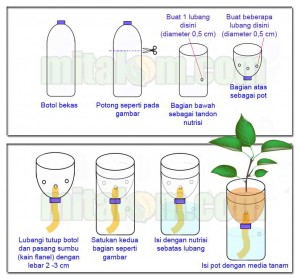 Buat 1 lubang
disini
(diameter 0,5 cm)
Buat beberapa
lubang disini
(diameter 0,5 cm)
mitalom.com
Botol bekas
Potong seperti pada
gambar
Bagian bawah
sebagai tandon
nutrisi
Bagian atas
sebagai pot
mitalom.com
Lubangi tutup botol
dan pasang sumbu
(kain flanel) dengan
lebar 2 -3 cm
Satukan kedua
bagian seperti
gambar
Isi dengan nutrisi
sebatas lubang
Isi pot dengan media tanam